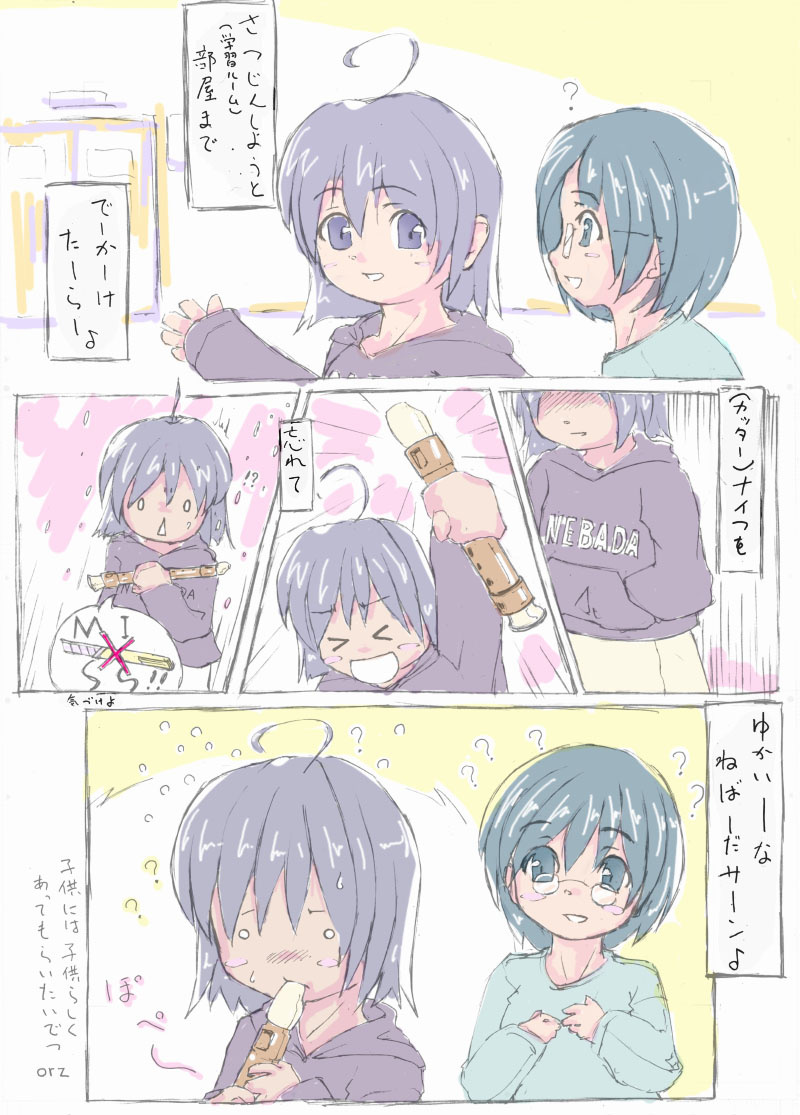 さつじんしようと
(学習ルーム)
部屋まで
でーかーけ
たーらー♪
?
(カッター)ナイフを
NEBADA
忘れて
!?
MISS!!
気づけよ
ゆかいーな
ねばーだサーン♪
? ? ? ? ? ? ?
? ?
ぽぺ〜
子供には子供らしく
あってもらいたいでっ
orz